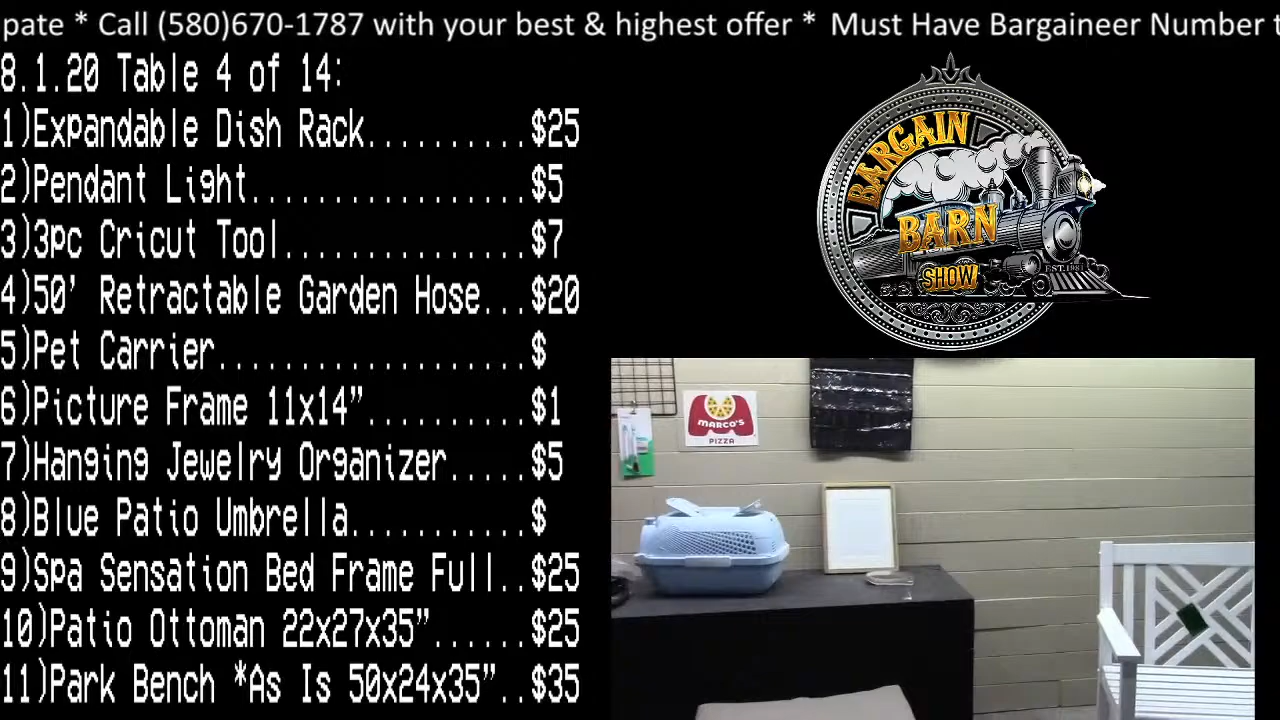 pate * Call (580)670-1787 with your best & highest offer * Must Have Bargaineer Number t
8.1.20 Table 4 of 14:
1)Expandable Dish Rack..........$25
2)Pendant Light.................$5
3)3pc Cricut Tool...............$7
4)50' Retractable Garden Hose...$20
5)Pet Carrier...................$
6)Picture Frame 11x14”..........$1
7)Hanging Jewelry Organizer.....$5
8)Blue Patio Umbrella...........$
9)Spa Sensation Bed Frame Full..$25
10)Patio Ottoman 22x27x35”......$25
11)Park Bench *As Is 50x24x35”..$35
BARGAIN
BARN
SHOW
EST.198
MARCO'S
PIZZA